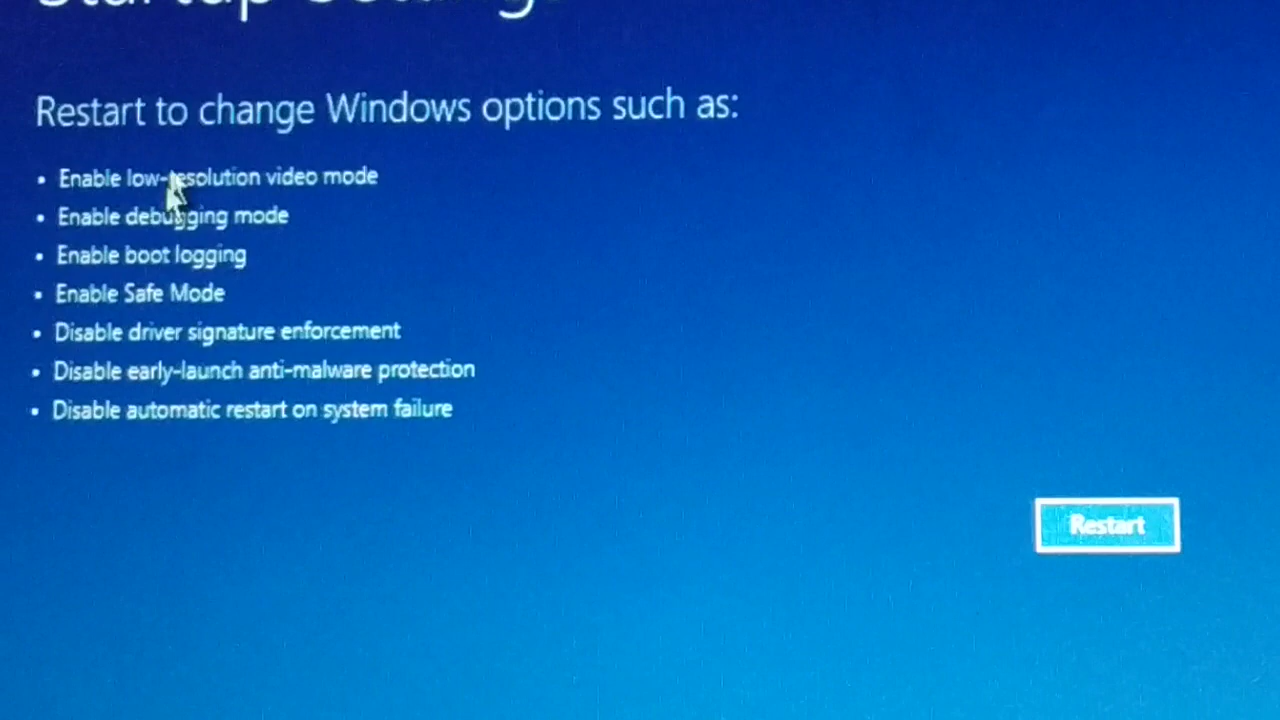 Startup Settings
Restart to change Windows options such as:
• Enable low-resolution video mode
• Enable debugging mode
• Enable boot logging
• Enable Safe Mode
• Disable driver signature enforcement
• Disable early-launch anti-malware protection
• Disable automatic restart on system failure
Restart